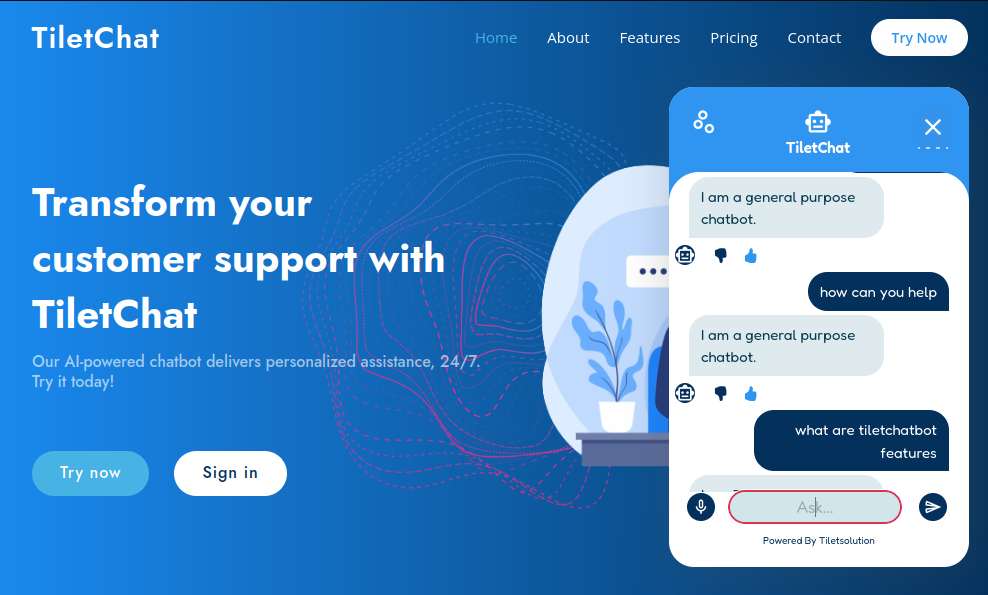 TiletChat
Home
About
Features
Pricing
Contact
Try Now
Transform your
customer support with
TiletChat
Our AI-powered chatbot delivers personalized assistance, 24/7.
Try it today!
Try now
Sign in
TiletChat
I am a general purpose
chatbot.
how can you help
I am a general purpose
chatbot.
what are tiletchatbot
features
Ask...
Powered By Tiletsolution